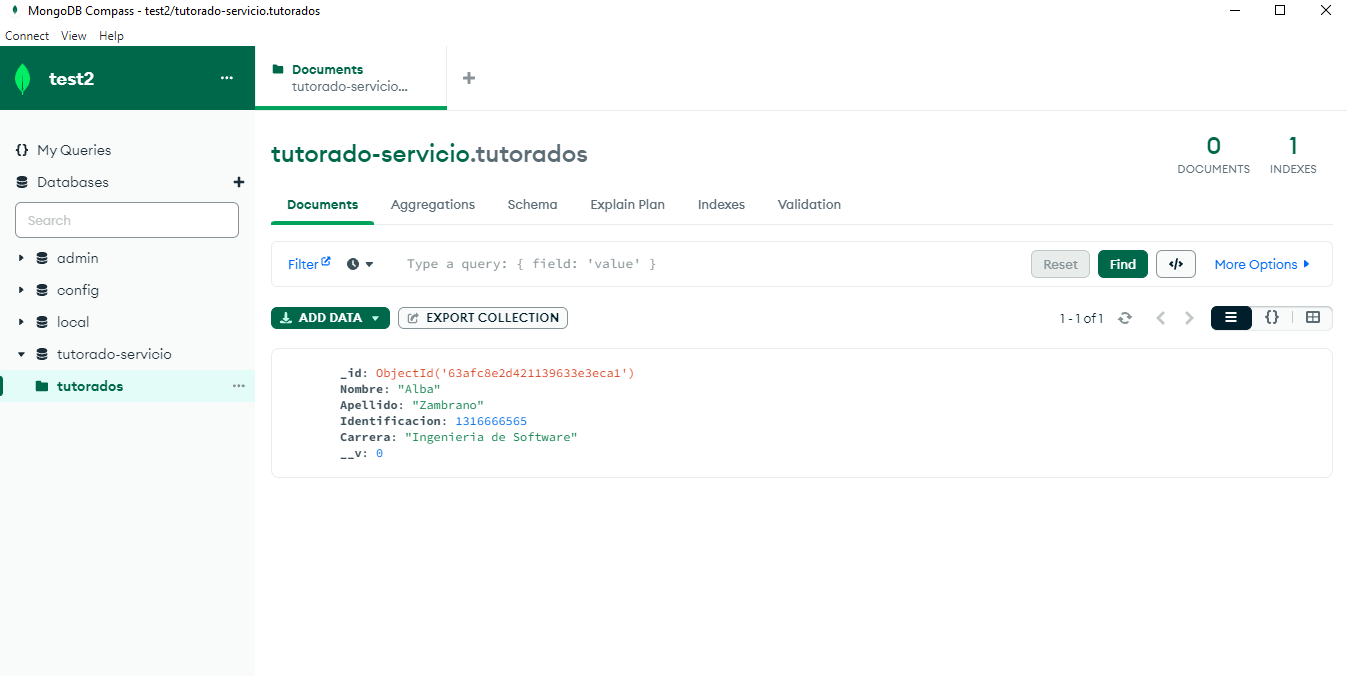 MongoDB Compass - test2/tutorado-servicio.tutorados
Connect View Help
test2
Documents
tutorado-servicio...
My Queries
Databases
Search
admin
config
local
tutorado-servicio
tutorados
tutorado-servicio.tutorados
0
DOCUMENTS
1
INDEXES
Documents Aggregations Schema Explain Plan Indexes Validation
Filter Type a query: { field: 'value' } Reset Find </> More Options
ADD DATA EXPORT COLLECTION 1 - 1 of 1 {}
_id: ObjectId('63afc8e2d421139633e3eca1')
Nombre: "Alba"
Apellido: "Zambrano"
Identificacion: 1316666565
Carrera: "Ingenieria de Software"
__v: 0